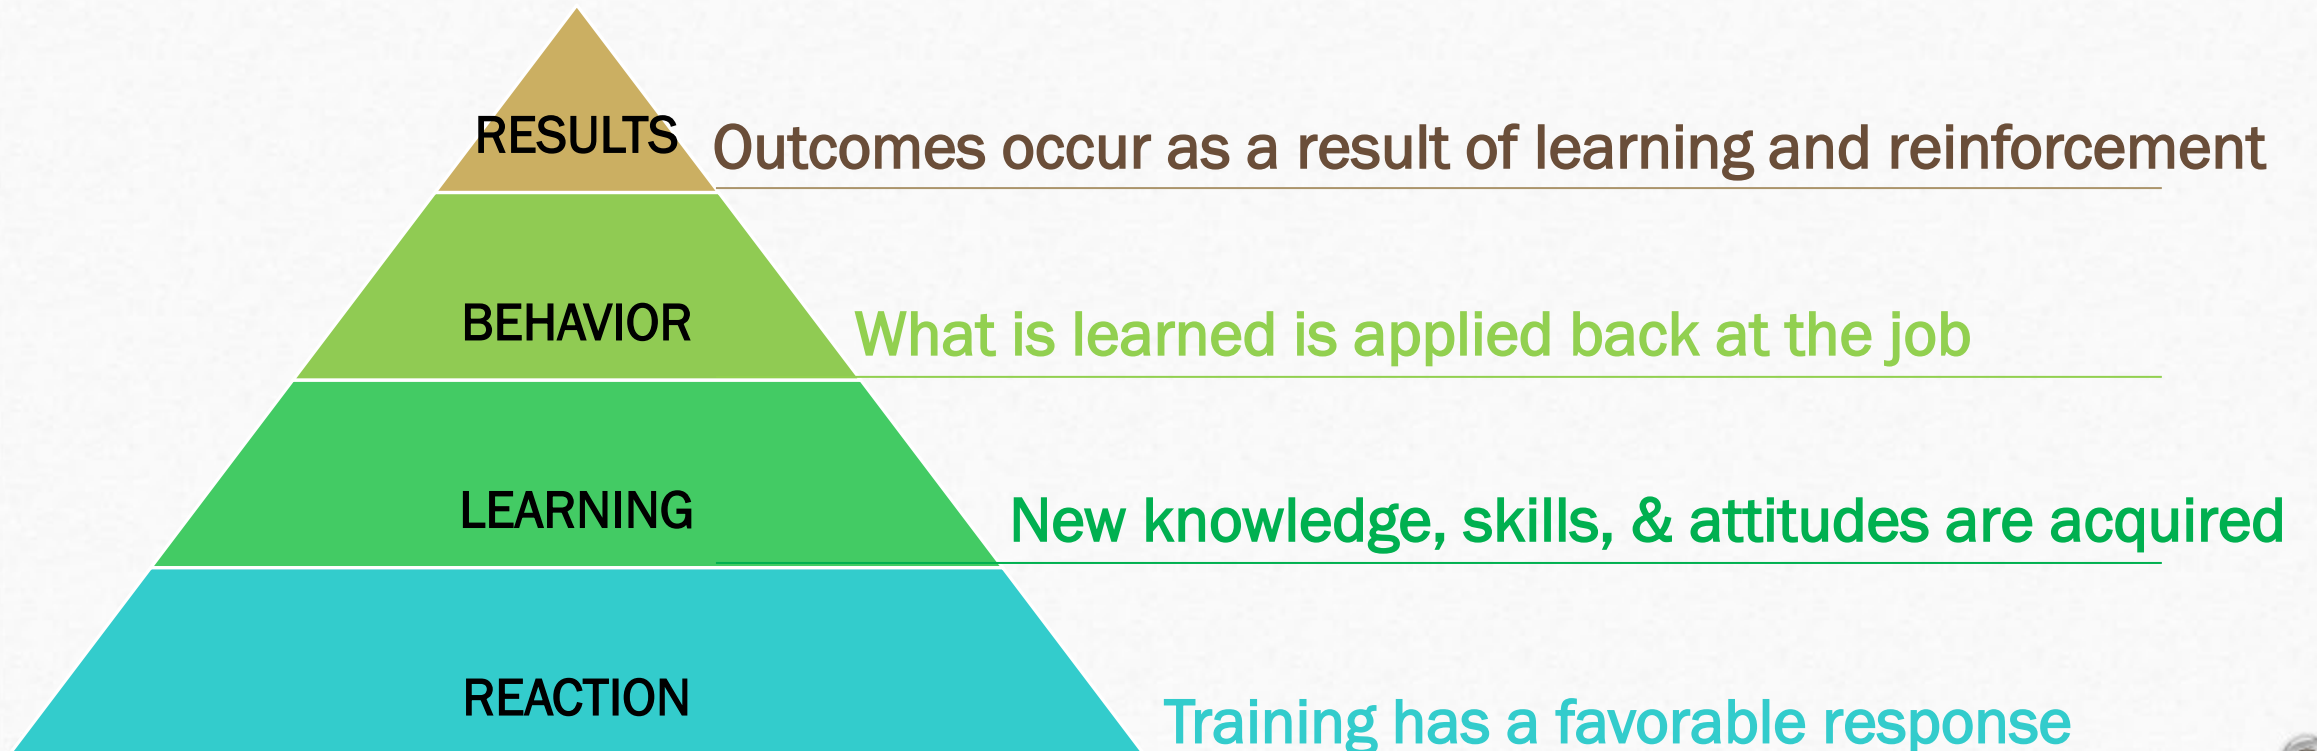 RESULTS
Outcomes occur as a result of learning and reinforcement
BEHAVIOR
What is learned is applied back at the job
LEARNING
New knowledge, skills, & attitudes are acquired
REACTION
Training has a favorable response